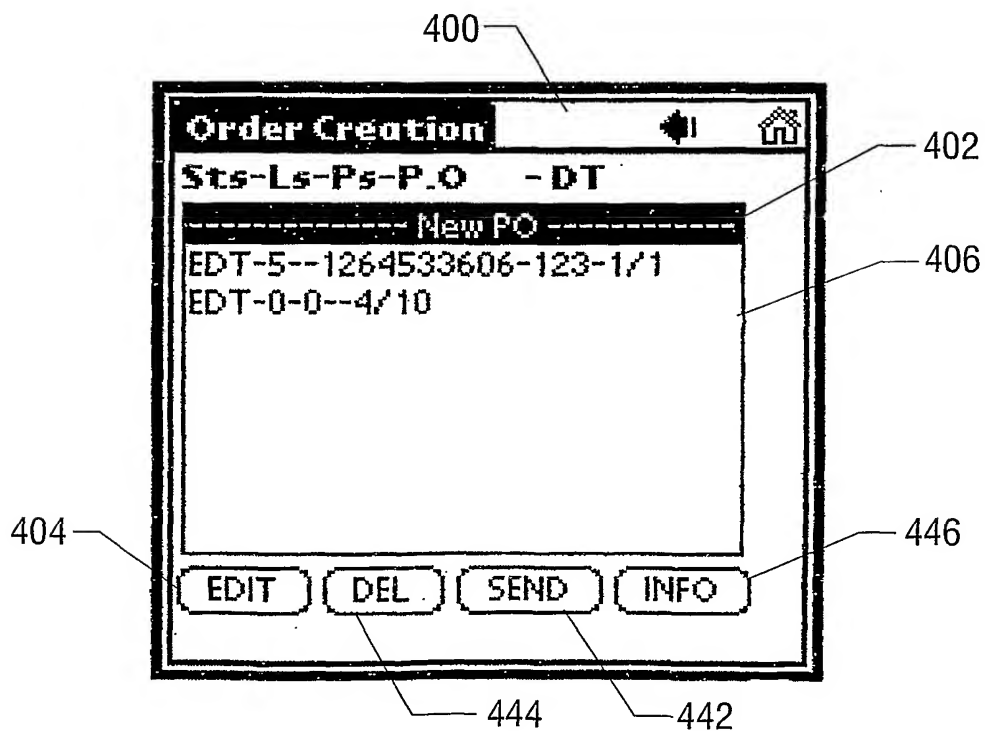 400
Order Creation
402
Sts-Ls-Ps-P.O -DT
------------ New PO ------------
EDT-5--1264533606-123-1/1
406
EDT-0-0--4/10
404
446
EDIT DEL SEND INFO
444
442